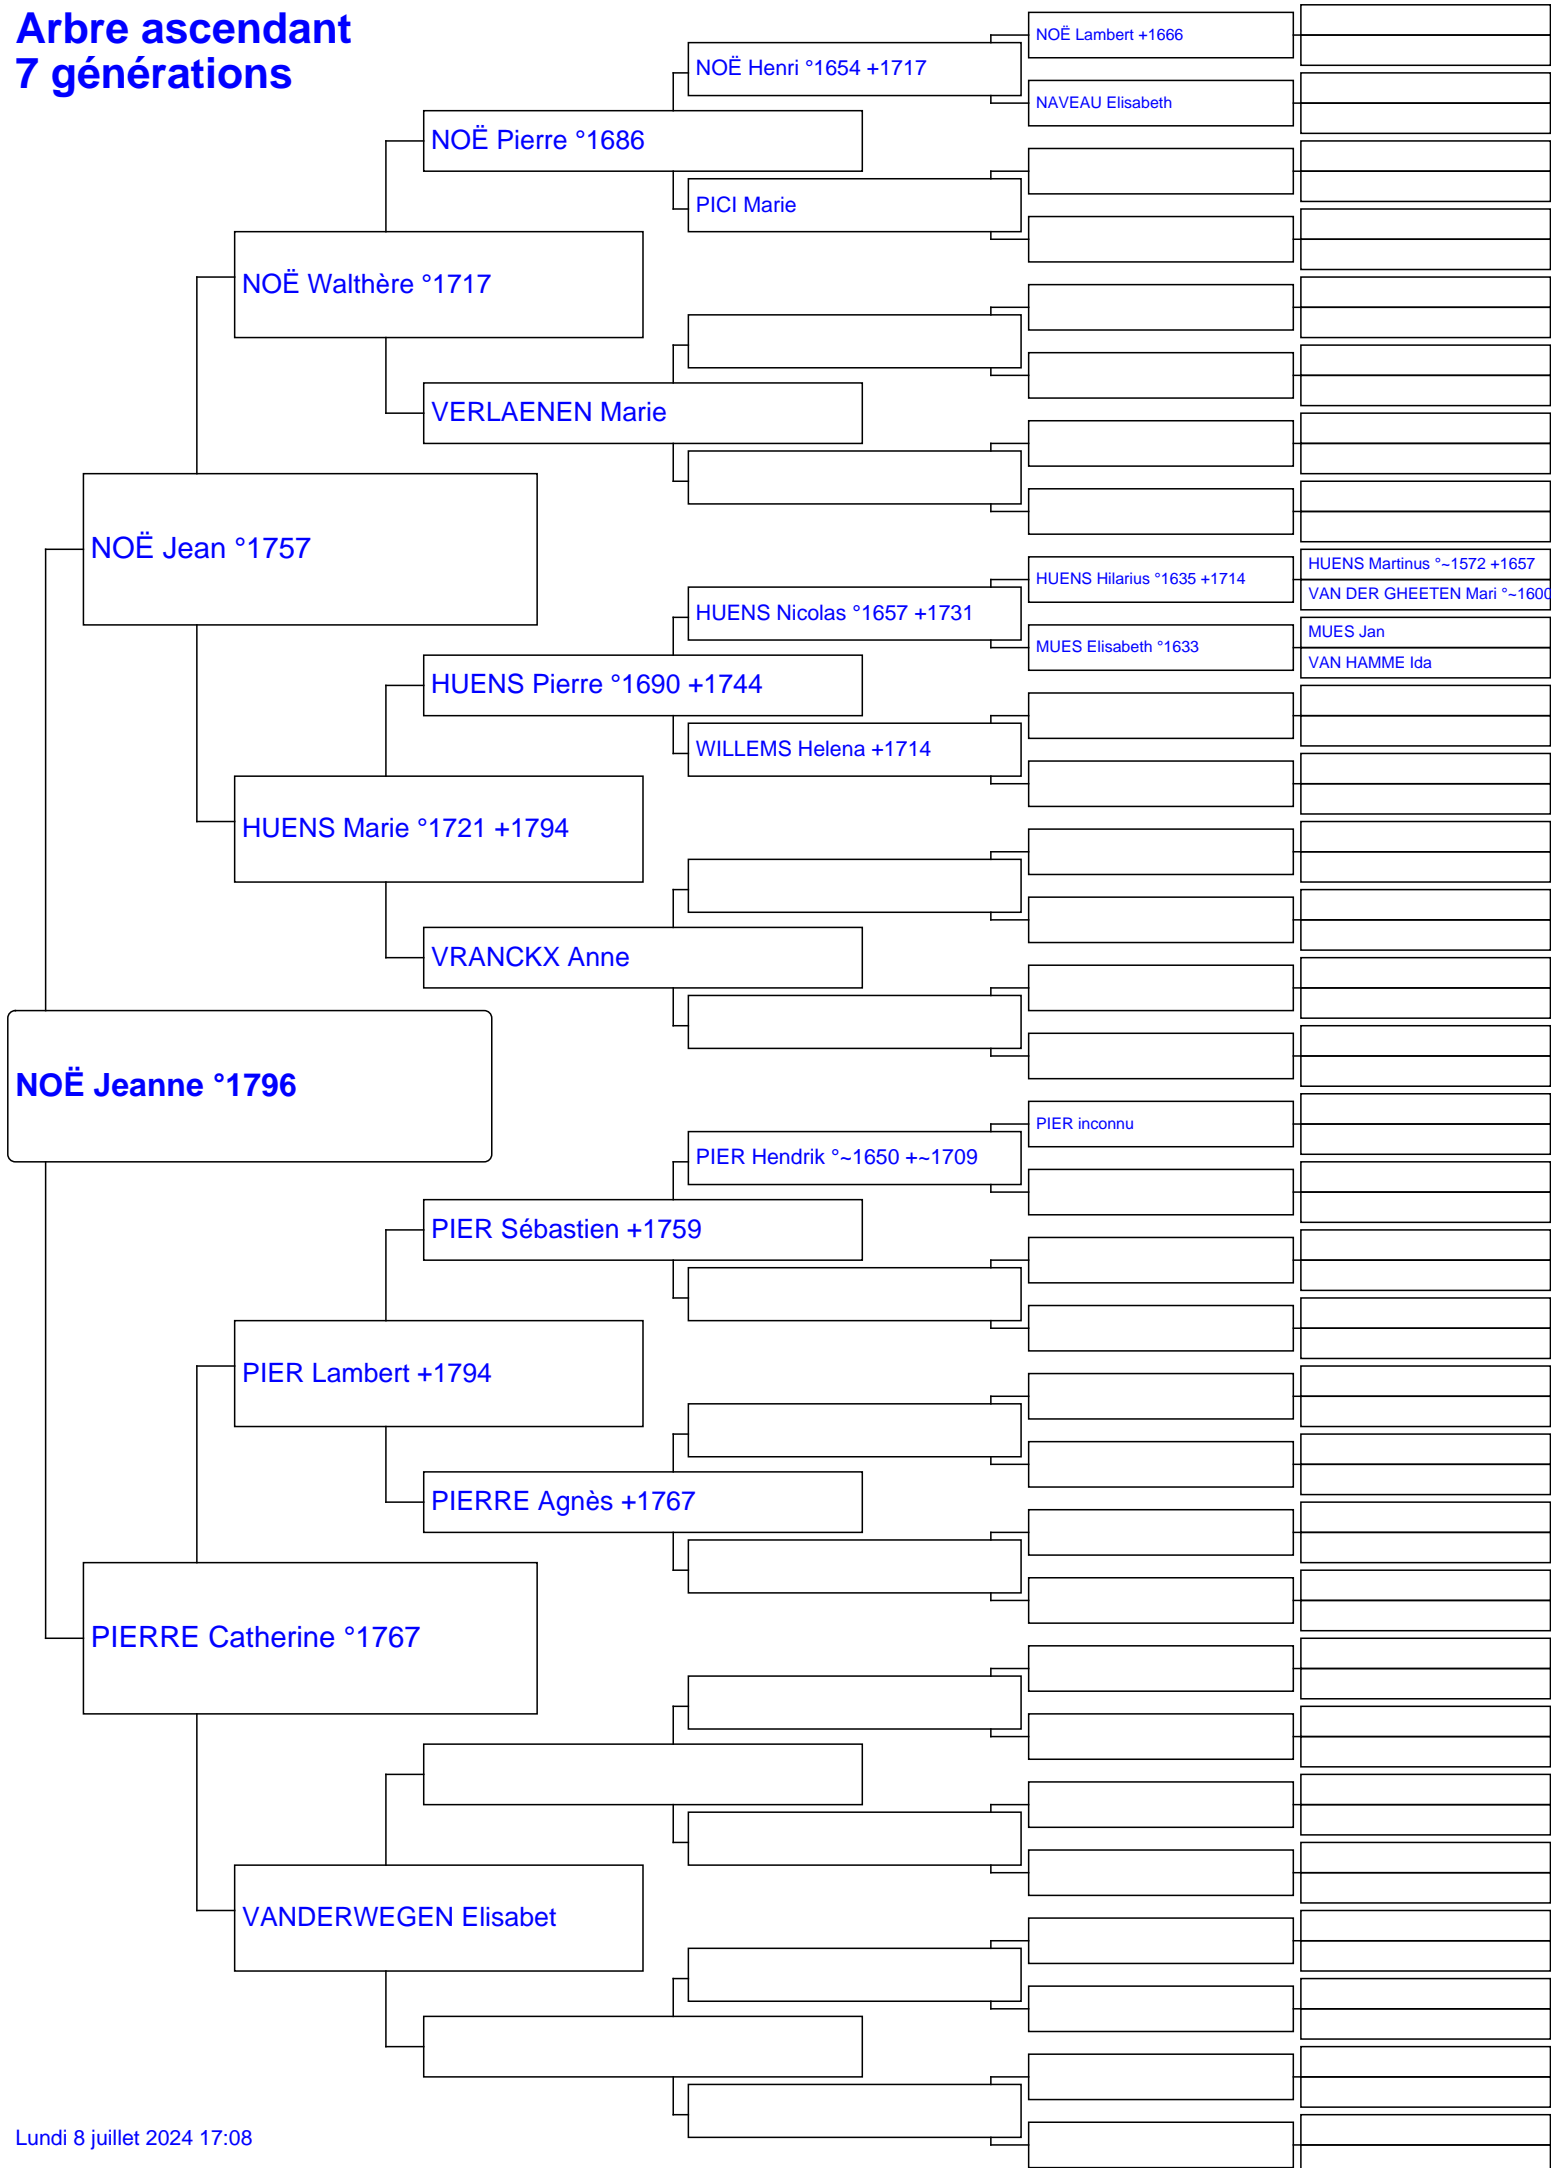 Arbre ascendant
7 générations
NOË Lambert +1666
NOË Henri °1654 +1717
NAVEAU Elisabeth
NOË Pierre °1686
PICI Marie
NOË Walthère °1717
VERLAENEN Marie
NOË Jean °1757
HUENS Martinus °~1572 +1657
HUENS Hilarius °1635 +1714
VAN DER GHEETEN Mari °~1600
HUENS Nicolas °1657 +1731
MUES Jan
MUES Elisabeth °1633
VAN HAMME Ida
HUENS Pierre °1690 +1744
WILLEMS Helena +1714
HUENS Marie °1721 +1794
VRANCKX Anne
NOË Jeanne °1796
PIER inconnu
PIER Hendrik °~1650 +~1709
PIER Sébastien +1759
PIER Lambert +1794
PIERRE Agnès +1767
PIERRE Catherine °1767
VANDERWEGEN Elisabet
Lundi 8 juillet 2024 17:08